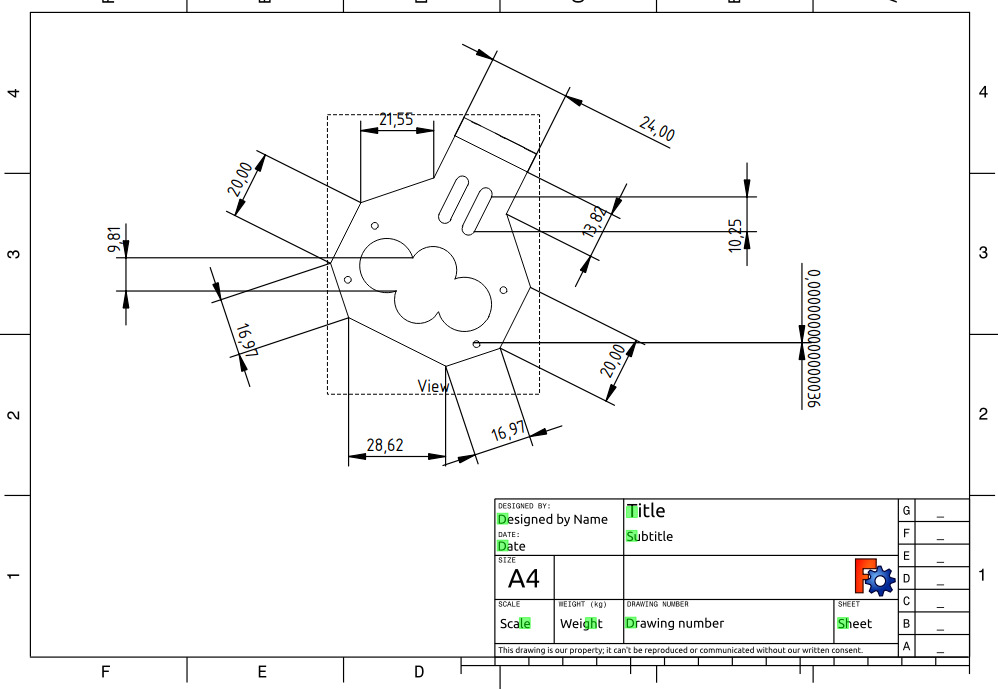 4
4
24,00
21,55
20,00
13,82
10,25
9,81
3
3
0,0000000000000036
16,97
20,00
View
2
2
16,97
28,62
DESIGNED BY:
Designed by Name
Title
G _
DATE:
Date
Subtitle
F _
E _
SIZE
A4
D _
1
1
C _
SCALE
WEIGHT (kg)
DRAWING NUMBER
SHEET
Scale
Weight
Drawing number
Sheet
B _
This drawing is our property; it can't be reproduced or communicated without our written consent.
A _
F
E
D